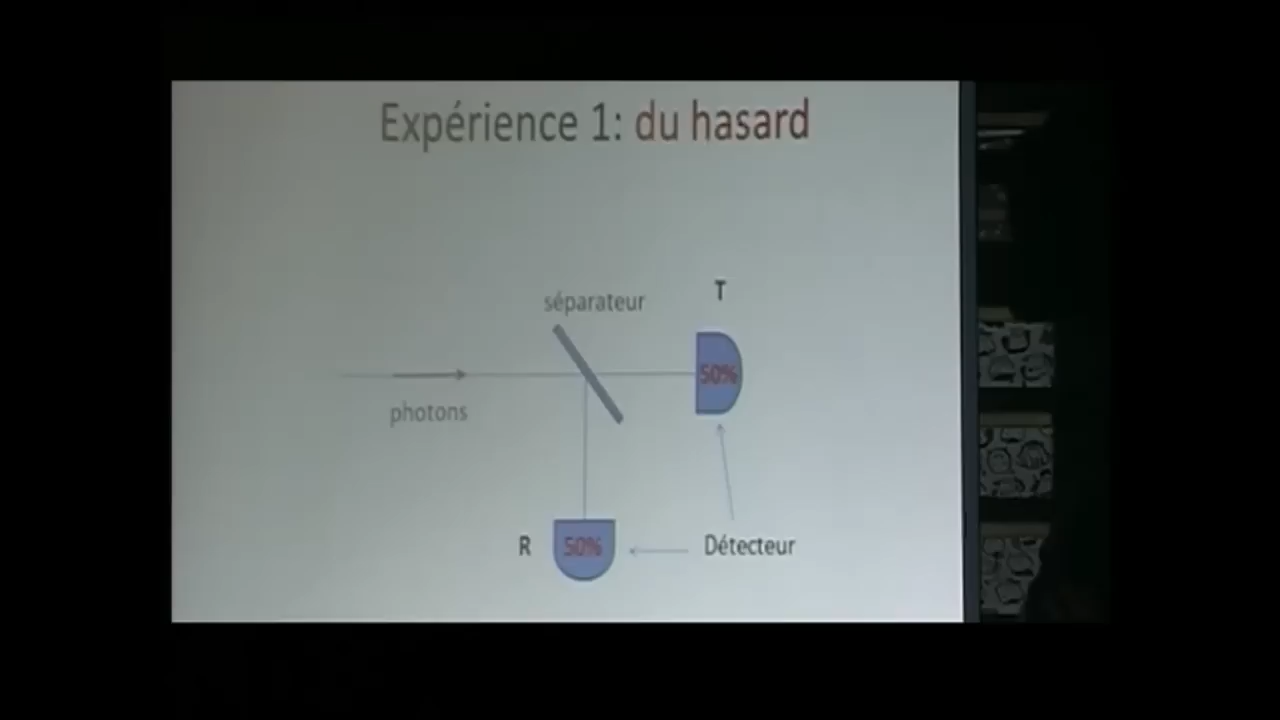 Expérience 1: du hasard
T
séparateur
50%
photons
R
50%
Détecteur